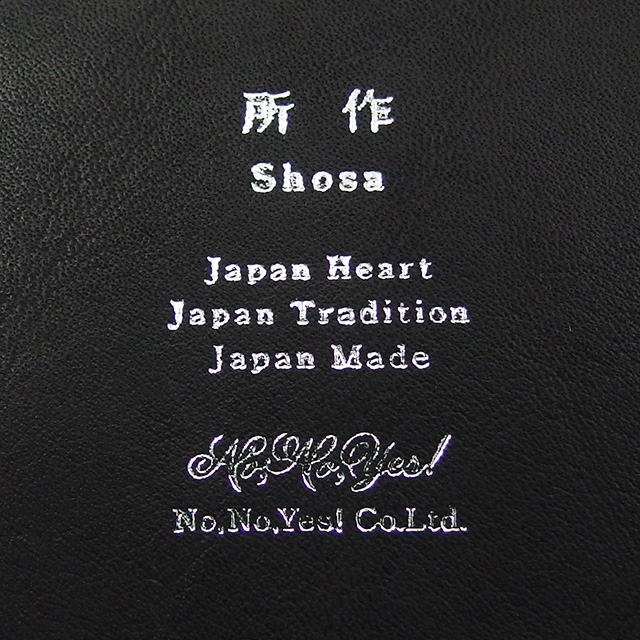 所 作
Shosa
Japan Heart
Japan Tradition
Japan Made
No,No,Yes!
No,No,Yes! Co.Ltd.